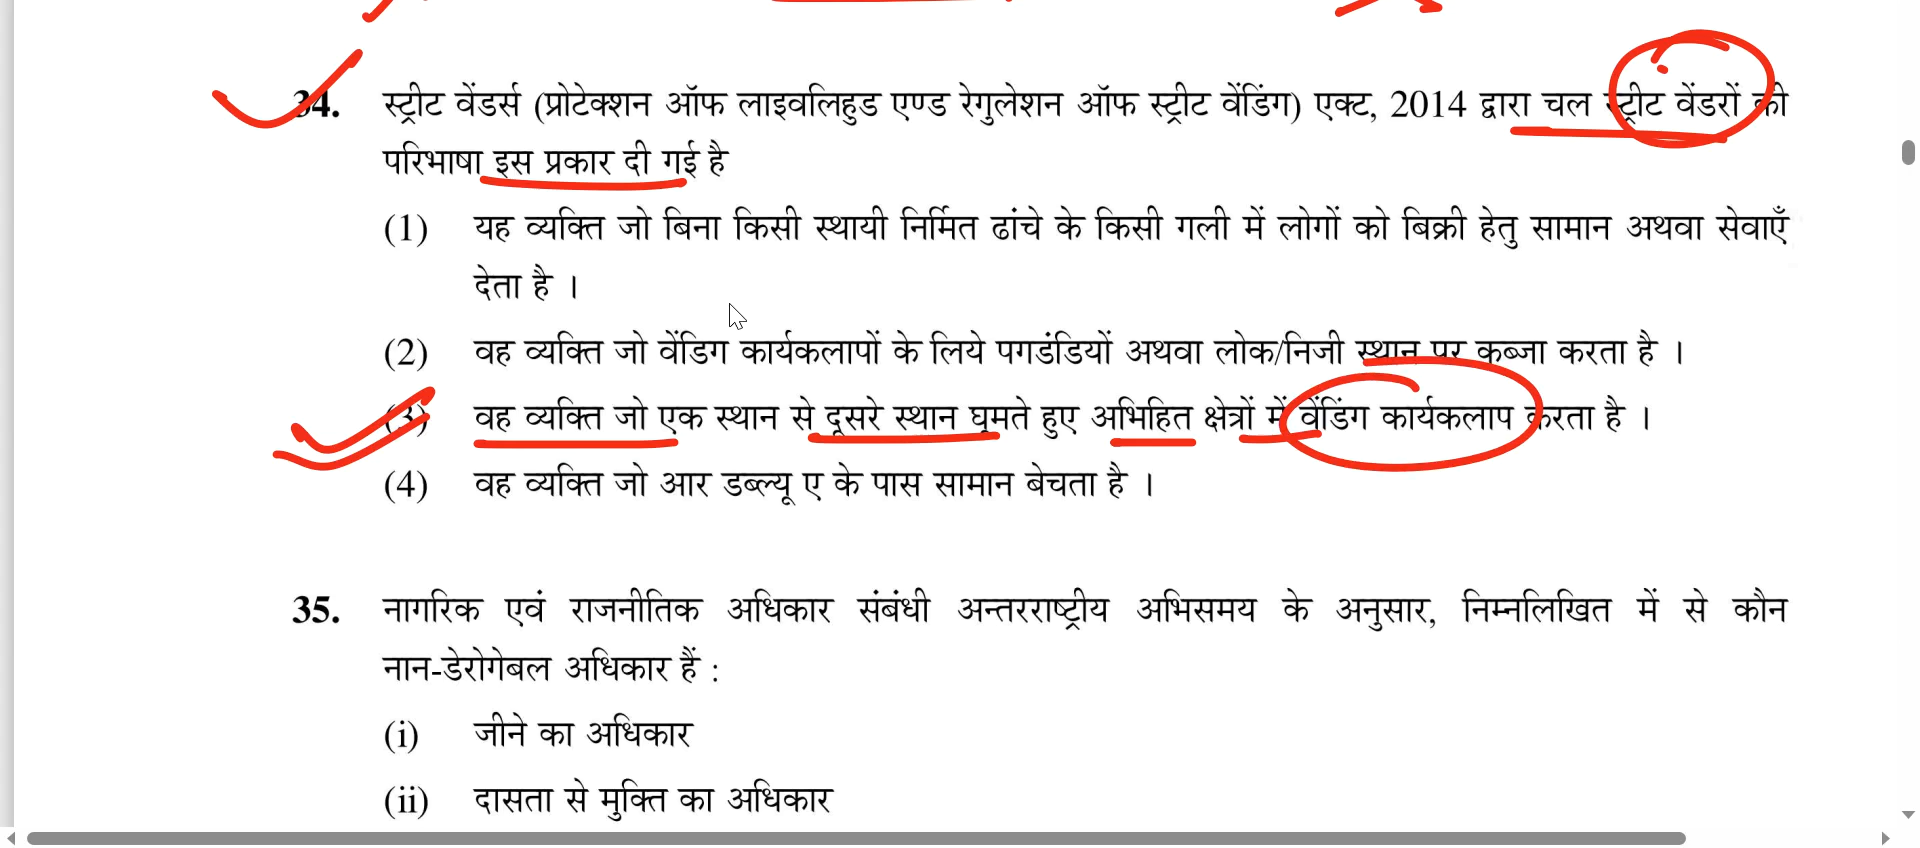 34. स्ट्रीट वेंडर्स (प्रोटेक्शन ऑफ लाइवलिहुड एण्ड रेगुलेशन ऑफ स्ट्रीट वेंडिंग) एक्ट, 2014 द्वारा चल स्ट्रीट वेंडरों की
परिभाषा इस प्रकार दी गई है
(1) यह व्यक्ति जो बिना किसी स्थायी निर्मित ढांचे के किसी गली में लोगों को बिक्री हेतु सामान अथवा सेवाएँ
देता है ।
(2) वह व्यक्ति जो वेंडिग कार्यकलापों के लिये पगडंडियों अथवा लोक/निजी स्थान पर कब्जा करता है ।
(3) वह व्यक्ति जो एक स्थान से दूसरे स्थान घूमते हुए अभिहित क्षेत्रों में वेंडिंग कार्यकलाप करता है ।
(4) वह व्यक्ति जो आर डब्ल्यू ए के पास सामान बेचता है ।
35. नागरिक एवं राजनीतिक अधिकार संबंधी अन्तरराष्ट्रीय अभिसमय के अनुसार, निम्नलिखित में से कौन
नान-डेरोगेबल अधिकार हैं :
(i) जीने का अधिकार
(ii) दासता से मुक्ति का अधिकार